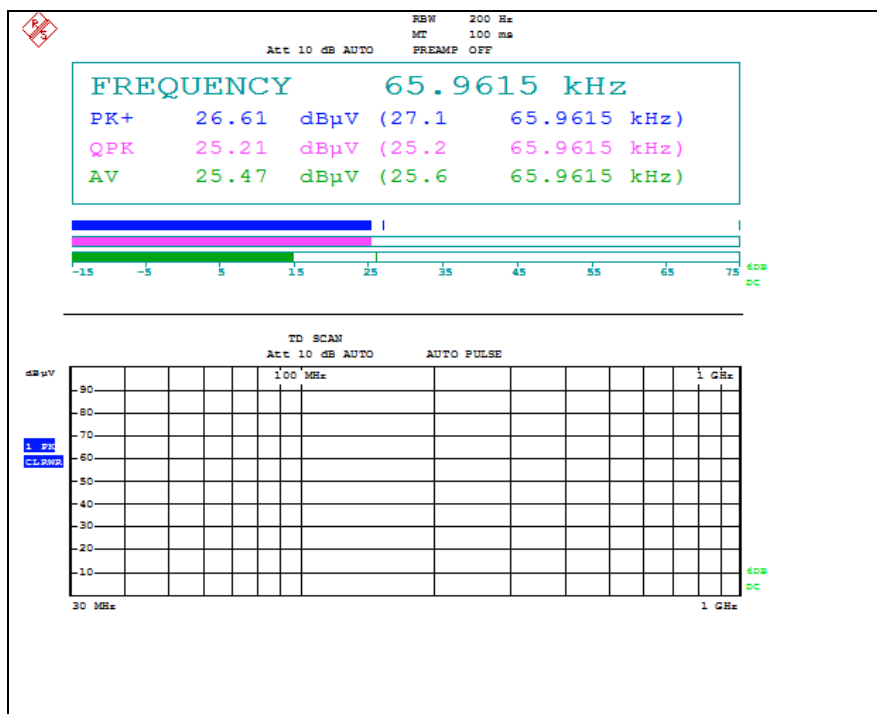 R S
RBW 200 Hz
MT 100 ms
Att 10 dB AUTO PREAMP OFF
FREQUENCY 65.9615 kHz
PK+ 26.61 dBµV (27.1 65.9615 kHz)
QPK 25.21 dBµV (25.2 65.9615 kHz)
AV 25.47 dBµV (25.6 65.9615 kHz)
-15 -5 5 15 25 35 45 55 65 75
6DB
DC
TD SCAN
Att 10 dB AUTO AUTO PULSE
dBµV 100 MHz 1 GHz
90
80
70
1 PK
60
CLRWR
50
40
30
20
10
6DB
DC
30 MHz 1 GHz